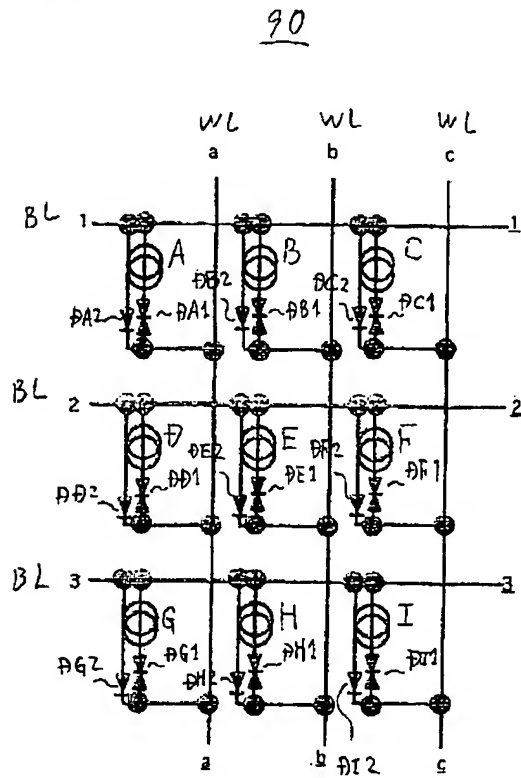 90
WL WL WL
a b c
BL 1 1
A B C
DA2 DA1 DB2 DB1 DC2 DC1
BL 2 2
D E F
DD2 DD1 DE2 DE1 DF2 DF1
BL 3 3
G H I
DG2 DG1 DH2 DH1 DI1
a b c
DI2